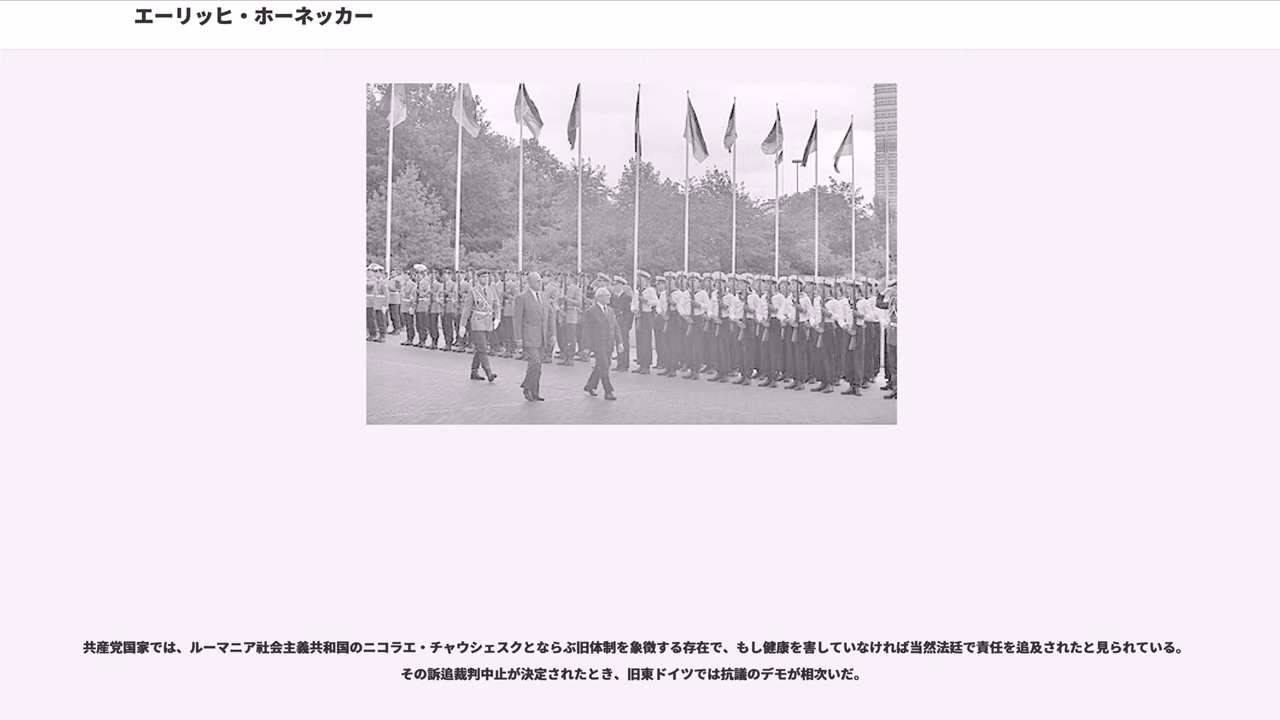 エーリッヒ・ホーネッカー
共産党国家では、ルーマニア社会主義共和国のニコラエ・チャウシェスクとならぶ旧体制を象徴する存在で、もし健康を害していなければ当然法廷で責任を追及されたと見られている。
その訴追裁判中止が決定されたとき、旧東ドイツでは抗議のデモが相次いだ。